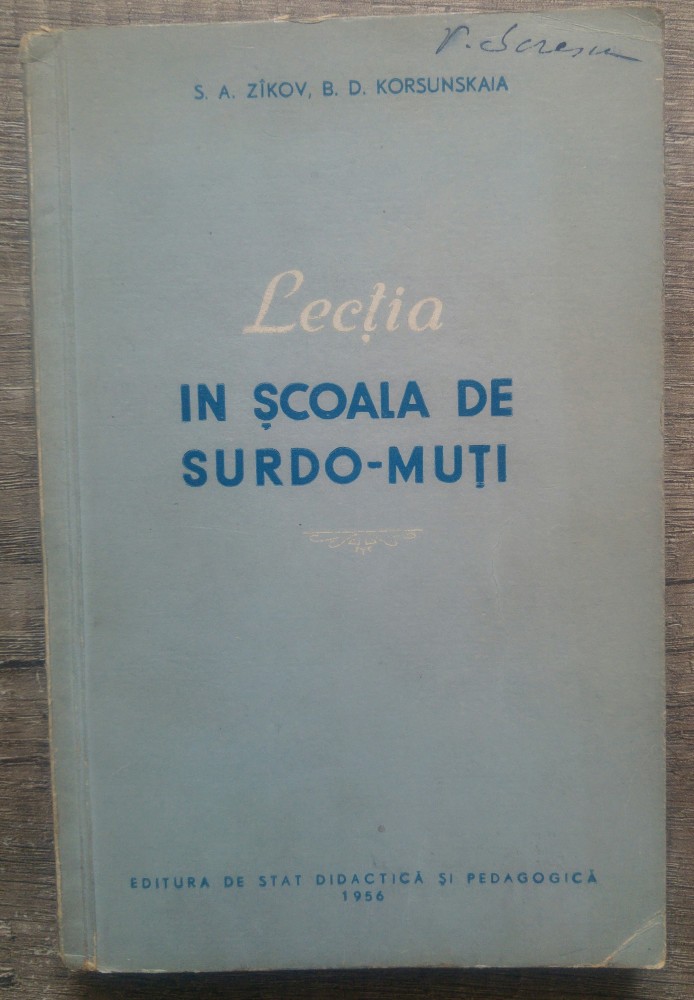 S. A. ZÎKOV, B. D. KORSUNSKAIA
Lecția
IN ȘCOALA DE
SURDO-MUȚI
EDITURA DE STAT DIDACTICĂ ȘI PEDAGOGICĂ
1956